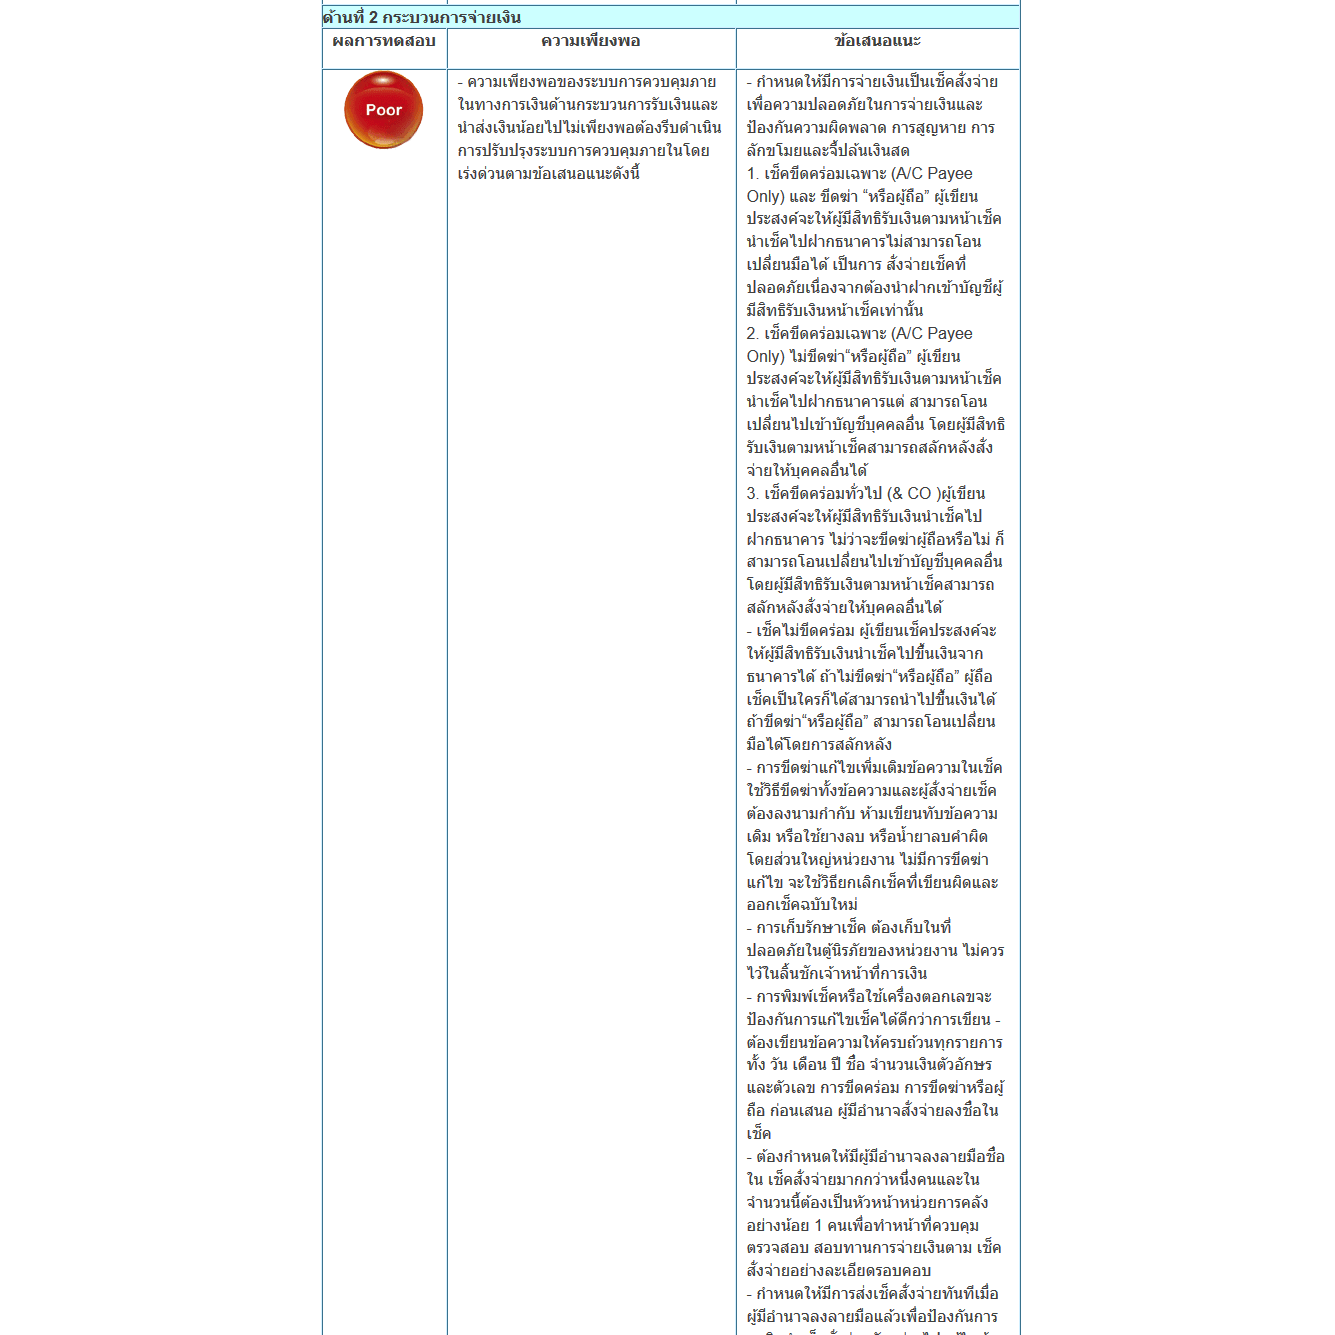 ด้านที่ 2 กระบวนการจ่ายเงิน
ผลการทดสอบ
ความเพียงพอ
ข้อเสนอแนะ
Poor
- ความเพียงพอของระบบการควบคุมภาย
ในทางการเงินด้านกระบวนการรับเงินและ
นำส่งเงินน้อยไปไม่เพียงพอต้องรีบดำเนิน
การปรับปรุงระบบการควบคุมภายในโดย
เร่งด่วนตามข้อเสนอแนะดังนี้
- กำหนดให้มีการจ่ายเงินเป็นเช็คสั่งจ่าย
เพื่อความปลอดภัยในการจ่ายเงินและ
ป้องกันความผิดพลาด การสูญหาย การ
ลักขโมยและจี้ปล้นเงินสด
1. เช็คขีดคร่อมเฉพาะ (A/C Payee
Only) และ ขีดฆ่า “หรือผู้ถือ” ผู้เขียน
ประสงค์จะให้ผู้มีสิทธิรับเงินตามหน้าเช็ค
นำเช็คไปฝากธนาคารไม่สามารถโอน
เปลี่ยนมือได้ เป็นการ สั่งจ่ายเช็คที่
ปลอดภัยเนื่องจากต้องนำฝากเข้าบัญชีผู้
มีสิทธิรับเงินหน้าเช็คเท่านั้น
2. เช็คขีดคร่อมเฉพาะ (A/C Payee
Only) ไม่ขีดฆ่า“หรือผู้ถือ” ผู้เขียน
ประสงค์จะให้ผู้มีสิทธิรับเงินตามหน้าเช็ค
นำเช็คไปฝากธนาคารแต่ สามารถโอน
เปลี่ยนไปเข้าบัญชีบุคคลอื่น โดยผู้มีสิทธิ
รับเงินตามหน้าเช็คสามารถสลักหลังสั่ง
จ่ายให้บุคคลอื่นได้
3. เช็คขีดคร่อมทั่วไป (& CO )ผู้เขียน
ประสงค์จะให้ผู้มีสิทธิรับเงินนำเช็คไป
ฝากธนาคาร ไม่ว่าจะขีดฆ่าผู้ถือหรือไม่ ก็
สามารถโอนเปลี่ยนไปเข้าบัญชีบุคคลอื่น
โดยผู้มีสิทธิรับเงินตามหน้าเช็คสามารถ
สลักหลังสั่งจ่ายให้บุคคลอื่นได้
- เช็คไม่ขีดคร่อม ผู้เขียนเช็คประสงค์จะ
ให้ผู้มีสิทธิรับเงินนำเช็คไปขึ้นเงินจาก
ธนาคารได้ ถ้าไม่ขีดฆ่า“หรือผู้ถือ” ผู้ถือ
เช็คเป็นใครก็ได้สามารถนำไปขึ้นเงินได้
ถ้าขีดฆ่า“หรือผู้ถือ” สามารถโอนเปลี่ยน
มือได้โดยการสลักหลัง
- การขีดฆ่าแก้ไขเพิ่มเติมข้อความในเช็ค
ใช้วิธีขีดฆ่าทั้งข้อความและผู้สั่งจ่ายเช็ค
ต้องลงนามกำกับ ห้ามเขียนทับข้อความ
เดิม หรือใช้ยางลบ หรือน้ำยาลบคำผิด
โดยส่วนใหญ่หน่วยงาน ไม่มีการขีดฆ่า
แก้ไข จะใช้วิธียกเลิกเช็คที่เขียนผิดและ
ออกเช็คฉบับใหม่
- การเก็บรักษาเช็ค ต้องเก็บในที่
ปลอดภัยในตู้นิรภัยของหน่วยงาน ไม่ควร
ไว้ในลิ้นชักเจ้าหน้าที่การเงิน
- การพิมพ์เช็คหรือใช้เครื่องตอกเลขจะ
ป้องกันการแก้ไขเช็คได้ดีกว่าการเขียน -
ต้องเขียนข้อความให้ครบถ้วนทุกรายการ
ทั้ง วัน เดือน ปี ชื่อ จำนวนเงินตัวอักษร
และตัวเลข การขีดคร่อม การขีดฆ่าหรือผู้
ถือ ก่อนเสนอ ผู้มีอำนาจสั่งจ่ายลงชื่อใน
เช็ค
- ต้องกำหนดให้มีผู้มีอำนาจลงลายมือชื่อ
ใน เช็คสั่งจ่ายมากกว่าหนึ่งคนและใน
จำนวนนี้ต้องเป็นหัวหน้าหน่วยการคลัง
อย่างน้อย 1 คนเพื่อทำหน้าที่ควบคุม
ตรวจสอบ สอบทานการจ่ายเงินตาม เช็ค
สั่งจ่ายอย่างละเอียดรอบคอบ
- กำหนดให้มีการส่งเช็คสั่งจ่ายทันทีเมื่อ
ผู้มีอำนาจลงลายมือแล้วเพื่อป้องกันการ